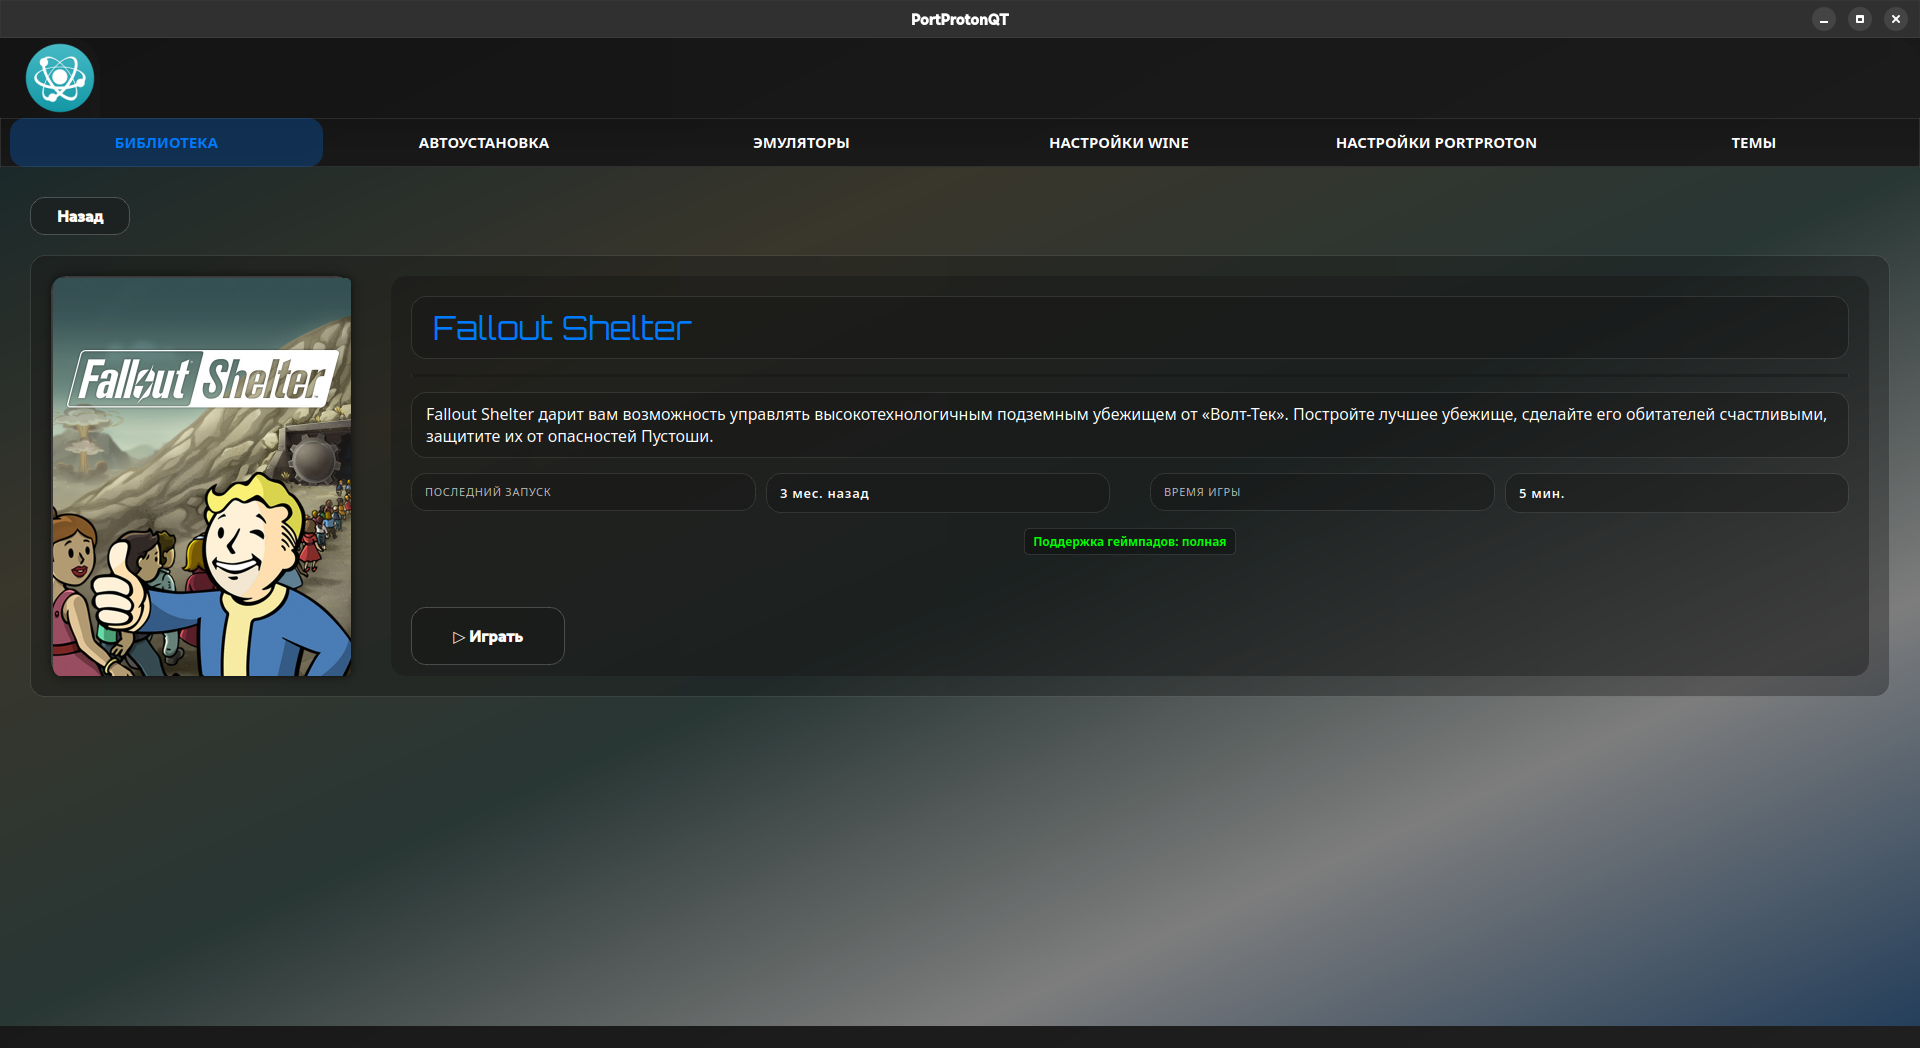 PortProtonQT
БИБЛИОТЕКА
АВТОУСТАНОВКА
ЭМУЛЯТОРЫ
НАСТРОЙКИ WINE
НАСТРОЙКИ PORTPROTON
ТЕМЫ
Назад
Fallout Shelter
Fallout Shelter
Fallout Shelter дарит вам возможность управлять высокотехнологичным подземным убежищем от «Волт-Тек». Постройте лучшее убежище, сделайте его обитателей счастливыми,
защитите их от опасностей Пустоши.
ПОСЛЕДНИЙ ЗАПУСК
3 мес. назад
ВРЕМЯ ИГРЫ
5 мин.
Поддержка геймпадов: полная
▷ Играть